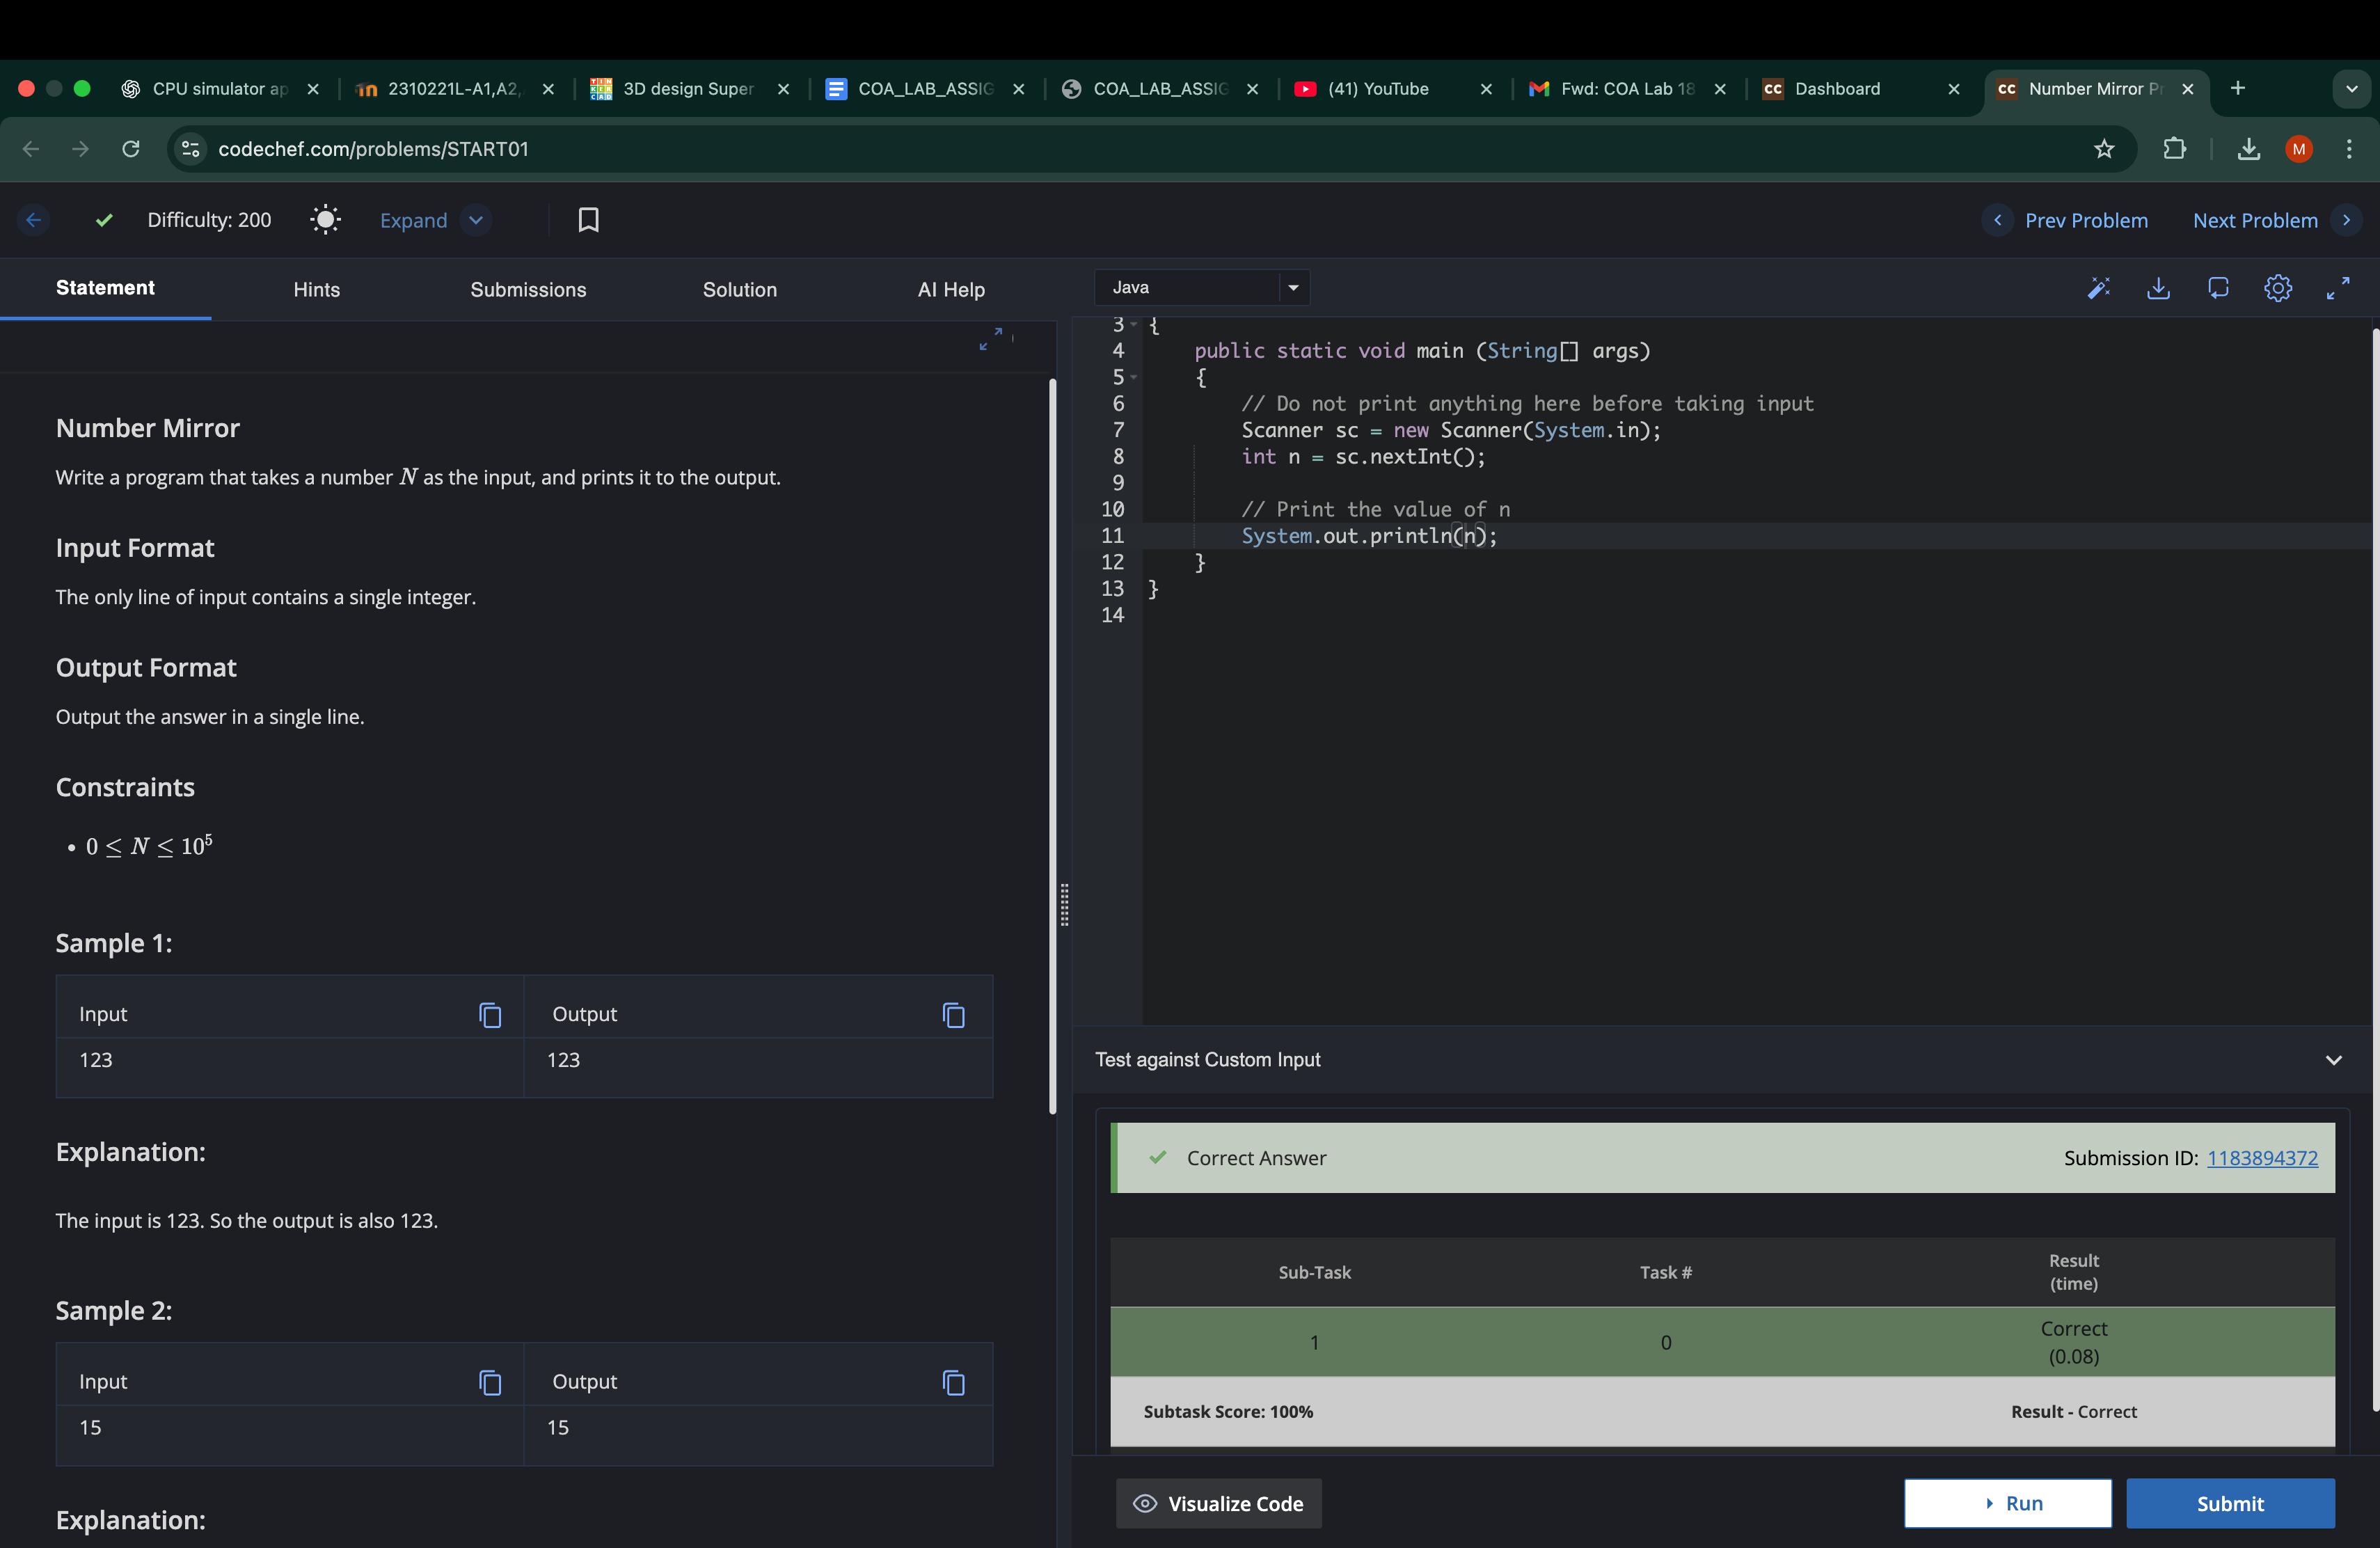 CPU simulator ap
2310221L-A1,A2,
3D design Super
COA_LAB_ASSIG
COA_LAB_ASSIG
(41) YouTube
Fwd: COA Lab 18
CC Dashboard
CC Number Mirror Pr
codechef.com/problems/START01
M
Difficulty: 200
Expand
Prev Problem
Next Problem
Statement
Hints
Submissions
Solution
AI Help
Number Mirror
Write a program that takes a number N as the input, and prints it to the output.
Input Format
The only line of input contains a single integer.
Output Format
Output the answer in a single line.
Constraints
• 0 ≤ N ≤ 10⁵
Sample 1:
Input Output
123 123
Explanation:
The input is 123. So the output is also 123.
Sample 2:
Input Output
15 15
Explanation:
Java
3 {
4 public static void main (String[] args)
5 {
6 // Do not print anything here before taking input
7 Scanner sc = new Scanner(System.in);
8 int n = sc.nextInt();
9
10 // Print the value of n
11 System.out.println(n);
12 }
13 }
14
Test against Custom Input
Correct Answer
Submission ID: 1183894372
Sub-Task Task # Result
(time)
1 0 Correct
(0.08)
Subtask Score: 100% Result - Correct
Visualize Code
Run
Submit